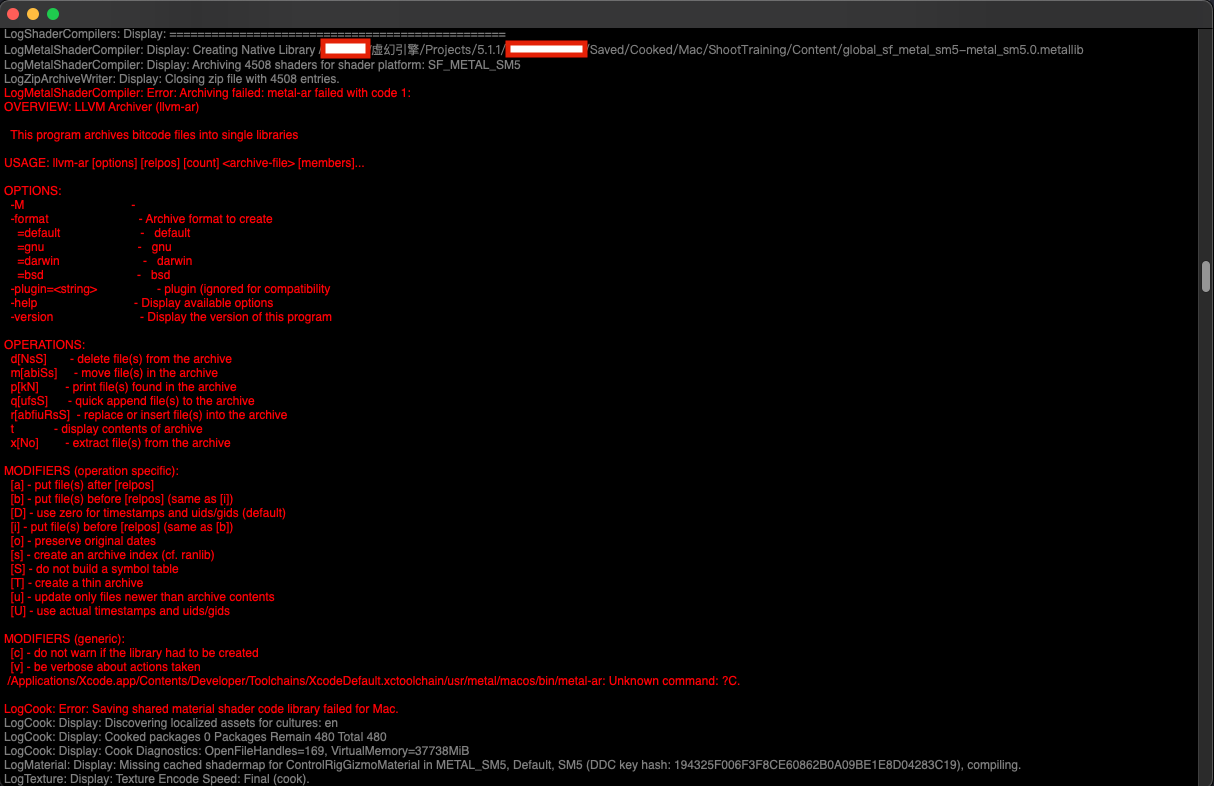 LogShaderCompilers: Display: ================================================
LogMetalShaderCompiler: Display: Creating Native Library / /虚幻引擎/Projects/5.1.1/ /Saved/Cooked/Mac/ShootTraining/Content/global_sf_metal_sm5-metal_sm5.0.metallib
LogMetalShaderCompiler: Display: Archiving 4508 shaders for shader platform: SF_METAL_SM5
LogZipArchiveWriter: Display: Closing zip file with 4508 entries.
LogMetalShaderCompiler: Error: Archiving failed: metal-ar failed with code 1:
OVERVIEW: LLVM Archiver (llvm-ar)
This program archives bitcode files into single libraries
USAGE: llvm-ar [options] [relpos] [count] <archive-file> [members]...
OPTIONS:
-M -
-format - Archive format to create
=default - default
=gnu - gnu
=darwin - darwin
=bsd - bsd
-plugin=<string> - plugin (ignored for compatibility
-help - Display available options
-version - Display the version of this program
OPERATIONS:
d[NsS] - delete file(s) from the archive
m[abiSs] - move file(s) in the archive
p[kN] - print file(s) found in the archive
q[ufsS] - quick append file(s) to the archive
r[abfiuRsS] - replace or insert file(s) into the archive
t - display contents of archive
x[No] - extract file(s) from the archive
MODIFIERS (operation specific):
[a] - put file(s) after [relpos]
[b] - put file(s) before [relpos] (same as [i])
[D] - use zero for timestamps and uids/gids (default)
[i] - put file(s) before [relpos] (same as [b])
[o] - preserve original dates
[s] - create an archive index (cf. ranlib)
[S] - do not build a symbol table
[T] - create a thin archive
[u] - update only files newer than archive contents
[U] - use actual timestamps and uids/gids
MODIFIERS (generic):
[c] - do not warn if the library had to be created
[v] - be verbose about actions taken
/Applications/Xcode.app/Contents/Developer/Toolchains/XcodeDefault.xctoolchain/usr/metal/macos/bin/metal-ar: Unknown command: ?C.
LogCook: Error: Saving shared material shader code library failed for Mac.
LogCook: Display: Discovering localized assets for cultures: en
LogCook: Display: Cooked packages 0 Packages Remain 480 Total 480
LogCook: Display: Cook Diagnostics: OpenFileHandles=169, VirtualMemory=37738MiB
LogMaterial: Display: Missing cached shadermap for ControlRigGizmoMaterial in METAL_SM5, Default, SM5 (DDC key hash: 194325F006F3F8CE60862B0A09BE1E8D04283C19), compiling.
LogTexture: Display: Texture Encode Speed: Final (cook).